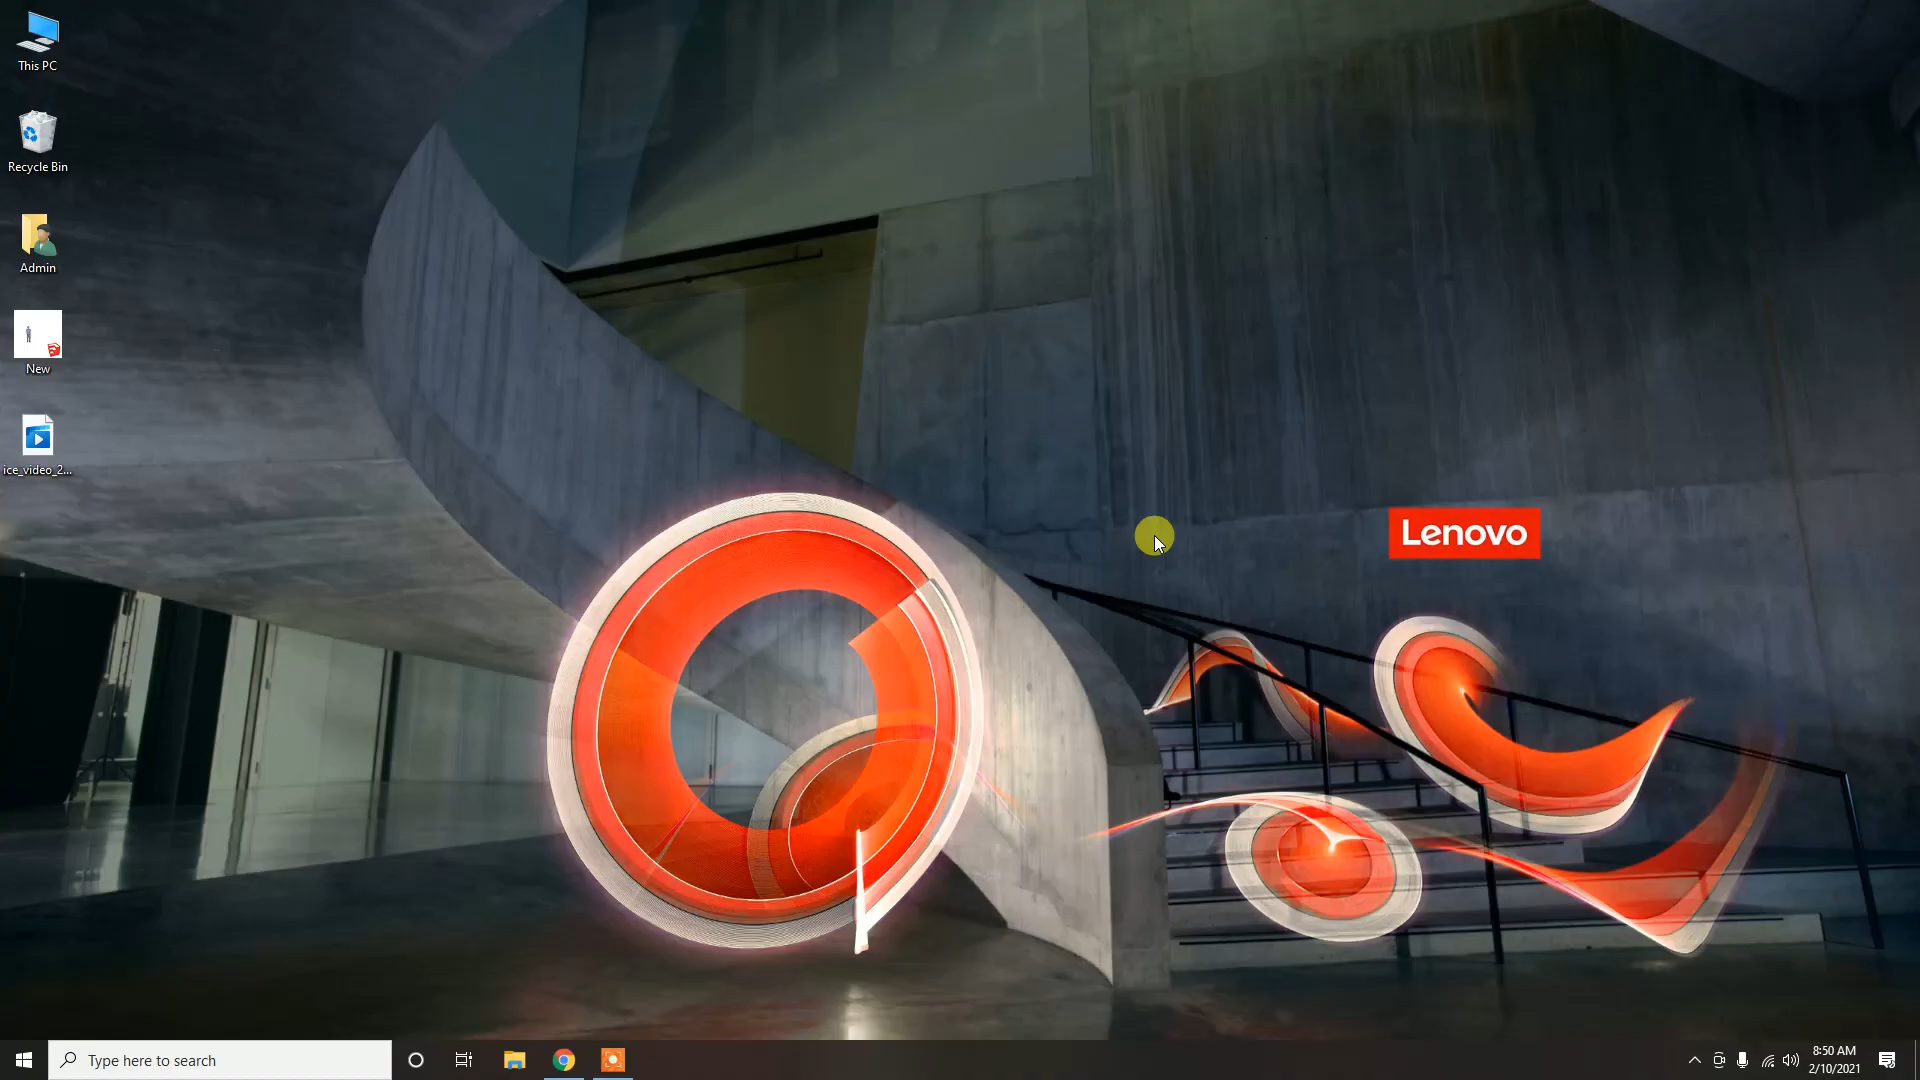 This PC
Recycle Bin
Admin
New
ice_video_2...
Lenovo
Type here to search
8:50 AM
2/10/2021